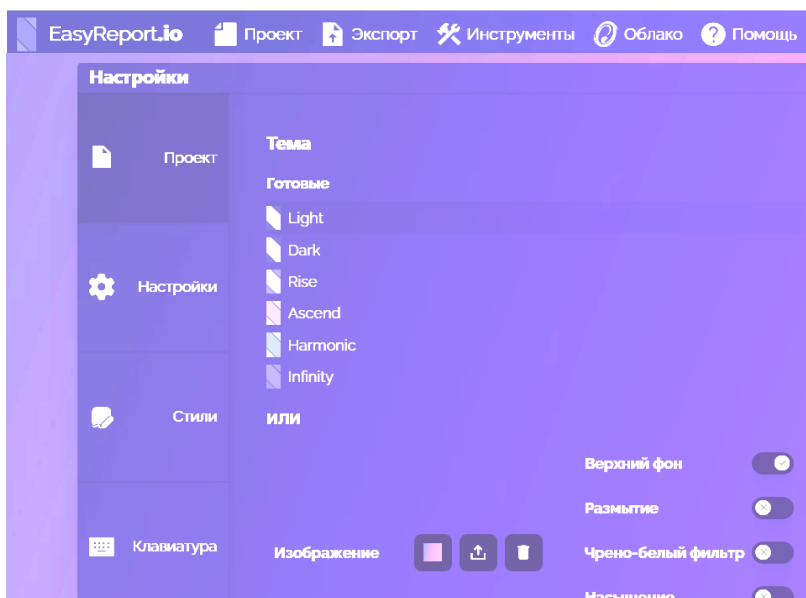 EasyReport.io Проект Экспорт Инструменты Облако Помощь
Настройки
Проект
Настройки
Стили
Клавиатура
Тема
Готовые
Light
Dark
Rise
Ascend
Harmonic
Infinity
или
Верхний фон
Размытие
Изображение
Чрено-белый фильтр
Насыщение